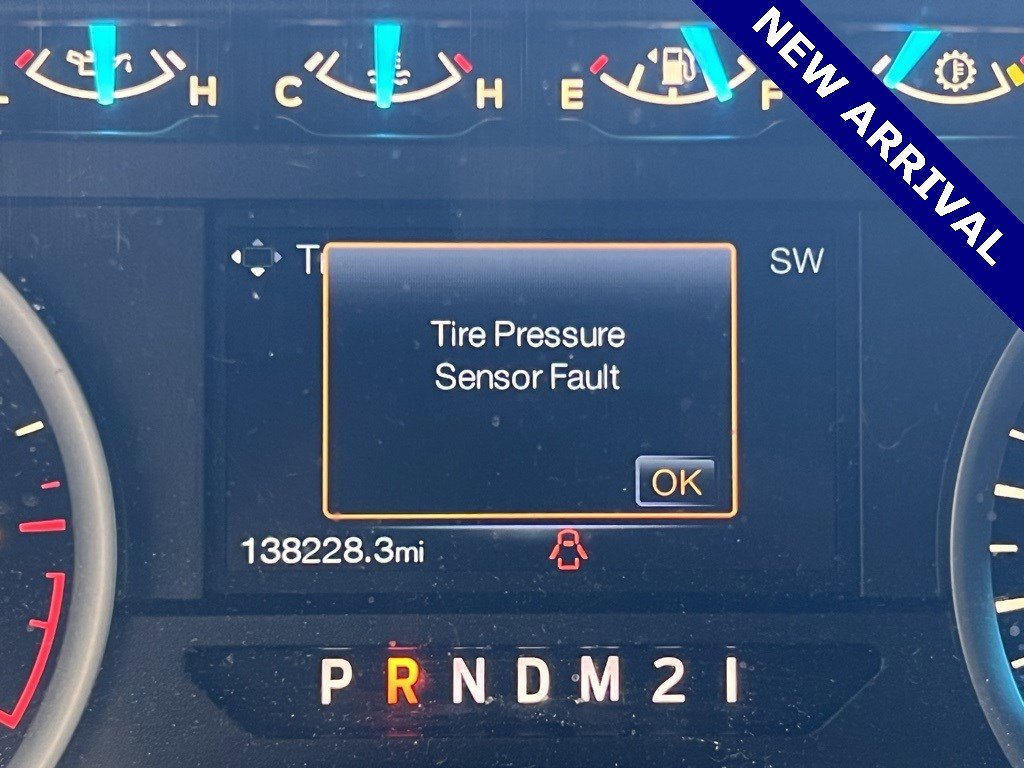 H C H E F
NEW ARRIVAL
SW
Tire Pressure
Sensor Fault
OK
138228.3mi
P R N D M 2 1